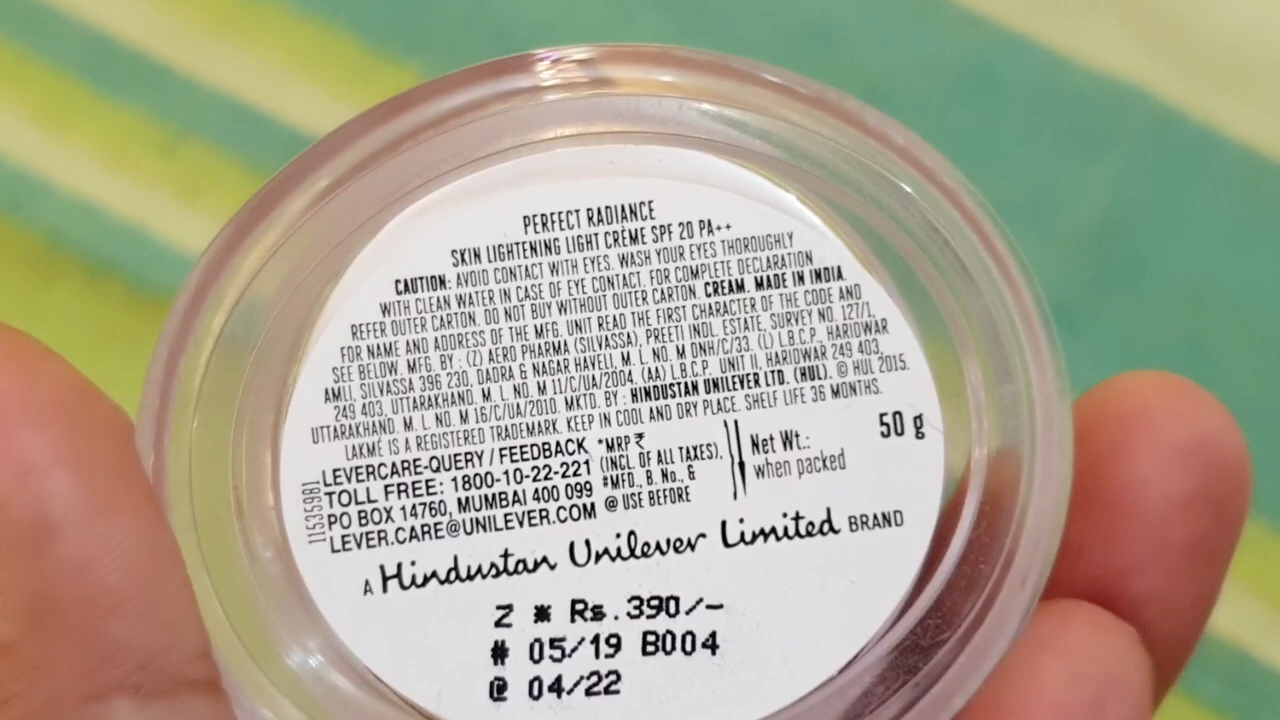 PERFECT RADIANCE
SKIN LIGHTENING LIGHT CRÈME SPF 20 PA++
CAUTION: AVOID CONTACT WITH EYES. WASH YOUR EYES THOROUGHLY
WITH CLEAN WATER IN CASE OF EYE CONTACT. FOR COMPLETE DECLARATION
REFER OUTER CARTON. DO NOT BUY WITHOUT OUTER CARTON. CREAM. MADE IN INDIA.
FOR NAME AND ADDRESS OF THE MFG. UNIT READ THE FIRST CHARACTER OF THE CODE AND
SEE BELOW. MFG. BY : (Z) AERO PHARMA (SILVASSA), PREETI INDL. ESTATE, SURVEY NO. 127/1,
AMLI, SILVASSA 396 230, DADRA & NAGAR HAVELI, M. L. NO. M DNH/C/33. (L) L.B.C.P., HARIDWAR
249 403, UTTARAKHAND. M. L. NO. M 11/C/UA/2004. (AA) L.B.C.P. UNIT II, HARIDWAR 249 403,
UTTARAKHAND. M. L. NO. M 16/C/UA/2010. MKTD. BY : HINDUSTAN UNILEVER LTD. (HUL). © HUL 2015.
LAKMÉ IS A REGISTERED TRADEMARK. KEEP IN COOL AND DRY PLACE. SHELF LIFE 36 MONTHS.
LEVERCARE-QUERY / FEEDBACK
TOLL FREE: 1800-10-22-221
PO BOX 14760, MUMBAI 400 099
LEVER.CARE@UNILEVER.COM
11535981
*MRP ₹
(INCL. OF ALL TAXES),
#MFD., B. No., &
@ USE BEFORE
Net Wt.: 50 g
when packed
A Hindustan Unilever Limited BRAND
Z * Rs.390/-
# 05/19 B004
@ 04/22